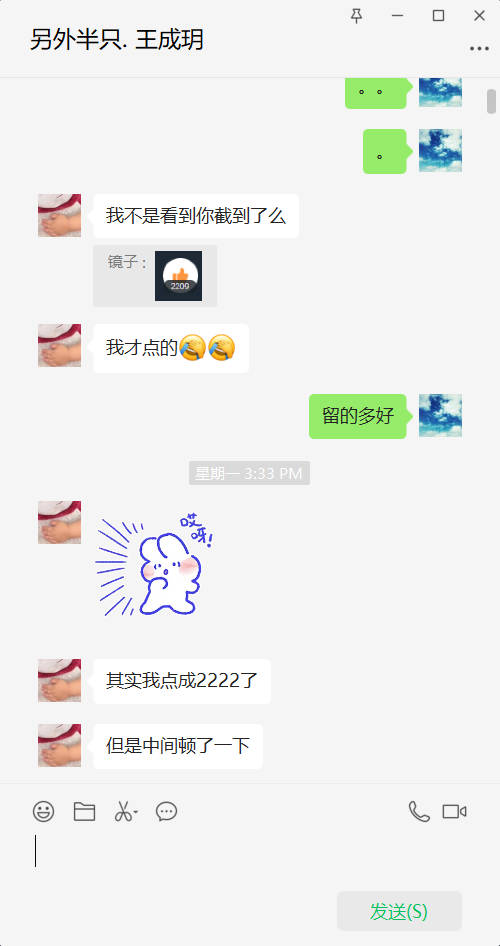 另外半只. 王成玥
。。
。
我不是看到你截到了么
镜子 :
2209
我才点的
留的多好
星期一 3:33 PM
哎
呀!
其实我点成2222了
但是中间顿了一下
发送(S)